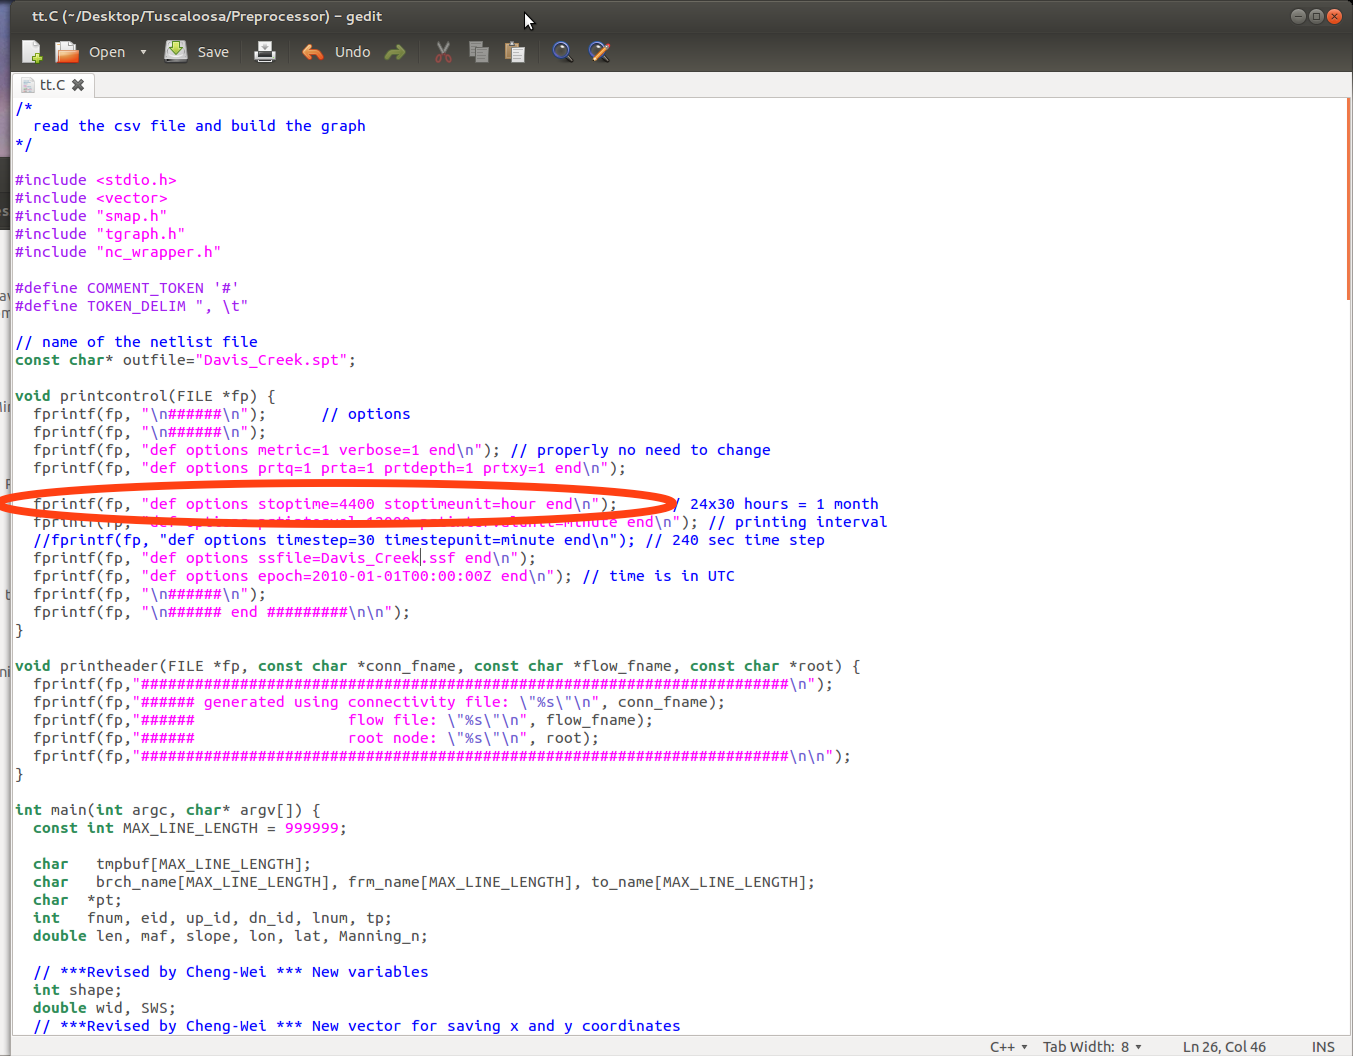 tt.C (~/Desktop/Tuscaloosa/Preprocessor) – gedit
Open Save Undo
tt.C
/*
  read the csv file and build the graph
*/
#include <stdio.h>
#include <vector>
#include "smap.h"
#include "tgraph.h"
#include "nc_wrapper.h"
#define COMMENT_TOKEN '#'
#define TOKEN_DELIM ", \t"
// name of the netlist file
const char* outfile="Davis_Creek.spt";
void printcontrol(FILE *fp) {
  fprintf(fp, "\n######\n");      // options
  fprintf(fp, "\n######\n");
  fprintf(fp, "def options metric=1 verbose=1 end\n"); // properly no need to change
  fprintf(fp, "def options prtq=1 prta=1 prtdepth=1 prtxy=1 end\n");
  fprintf(fp, "def options stoptime=4400 stoptimeunit=hour end\n");      / 24x30 hours = 1 month
  fprintf(fp, "def options end\n"); // printing interval
  //fprintf(fp, "def options timestep=30 timestepunit=minute end\n"); // 240 sec time step
  fprintf(fp, "def options ssfile=Davis_Creek.ssf end\n");
  fprintf(fp, "def options epoch=2010-01-01T00:00:00Z end\n"); // time is in UTC
  fprintf(fp, "\n######\n");
  fprintf(fp, "\n###### end #########\n\n");
}
void printheader(FILE *fp, const char *conn_fname, const char *flow_fname, const char *root) {
  fprintf(fp,"########################################################################\n");
  fprintf(fp,"###### generated using connectivity file: \"%s\"\n", conn_fname);
  fprintf(fp,"######                 flow file: \"%s\"\n", flow_fname);
  fprintf(fp,"######                 root node: \"%s\"\n", root);
  fprintf(fp,"########################################################################\n\n");
}
int main(int argc, char* argv[]) {
  const int MAX_LINE_LENGTH = 999999;
  char   tmpbuf[MAX_LINE_LENGTH];
  char   brch_name[MAX_LINE_LENGTH], frm_name[MAX_LINE_LENGTH], to_name[MAX_LINE_LENGTH];
  char  *pt;
  int   fnum, eid, up_id, dn_id, lnum, tp;
  double len, maf, slope, lon, lat, Manning_n;
  // ***Revised by Cheng-Wei *** New variables
  int shape;
  double wid, SWS;
  // ***Revised by Cheng-Wei *** New vector for saving x and y coordinates
C++ Tab Width: 8 Ln 26, Col 46 INS